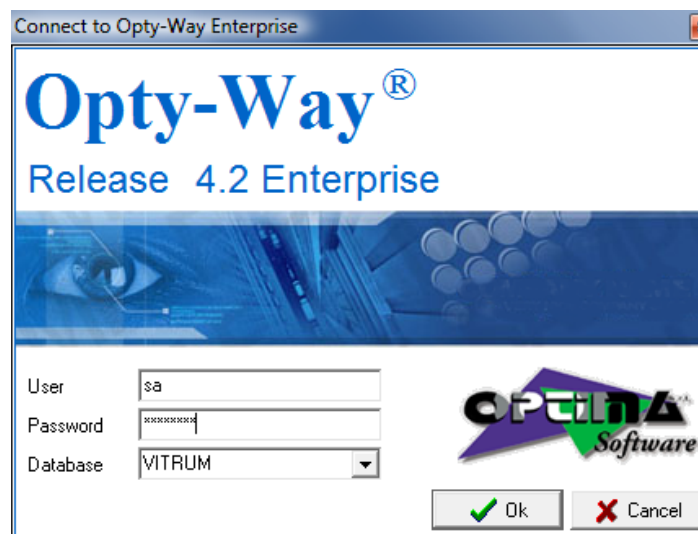 Connect to Opty-Way Enterprise
Opty-Way®
Release 4.2 Enterprise
User sa
Password ********
Database VITRUM
OPTIMA
Software
Ok Cancel